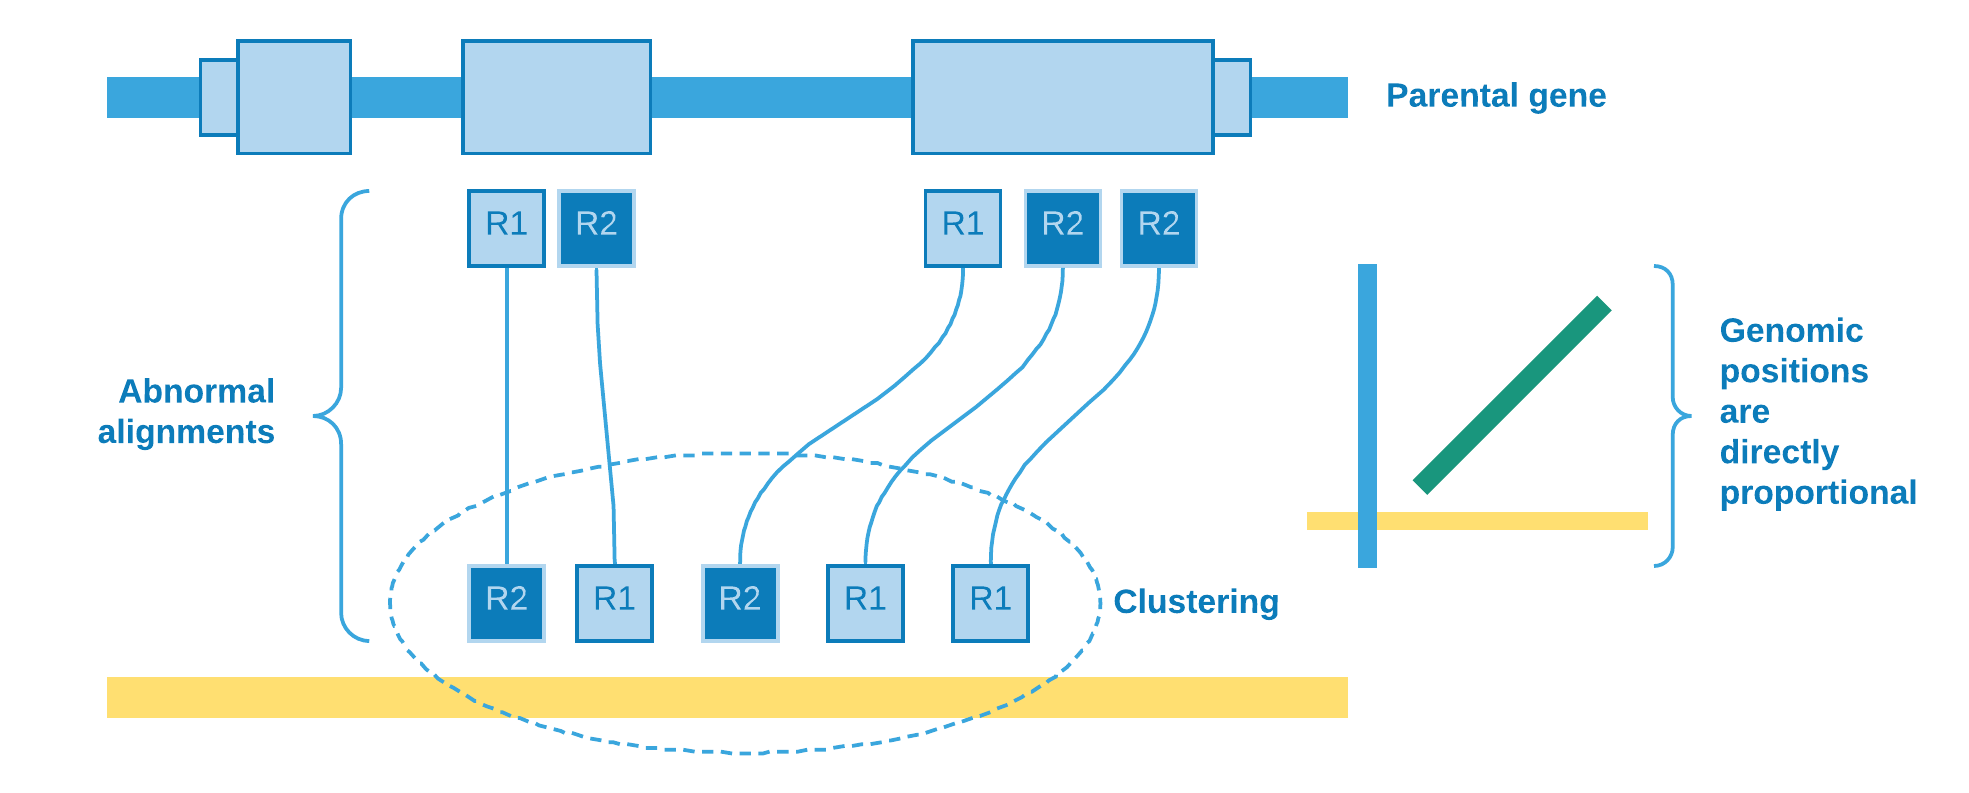 Parental gene
R1
R2
R1
R2
R2
Abnormal
alignments
Genomic
positions
are
directly
proportional
R2
R1
R2
R1
R1
Clustering